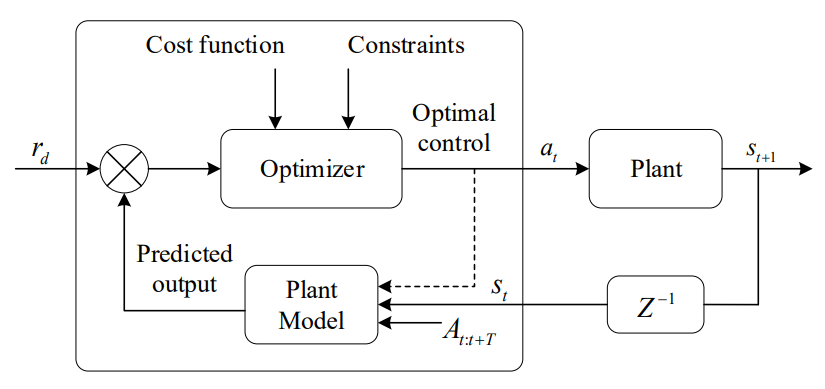 Cost function
Constraints
Optimal
control
r_d
Optimizer
a_t
Plant
s_{t+1}
Predicted
output
Plant
Model
s_t
Z^{-1}
A_{t:t+T}